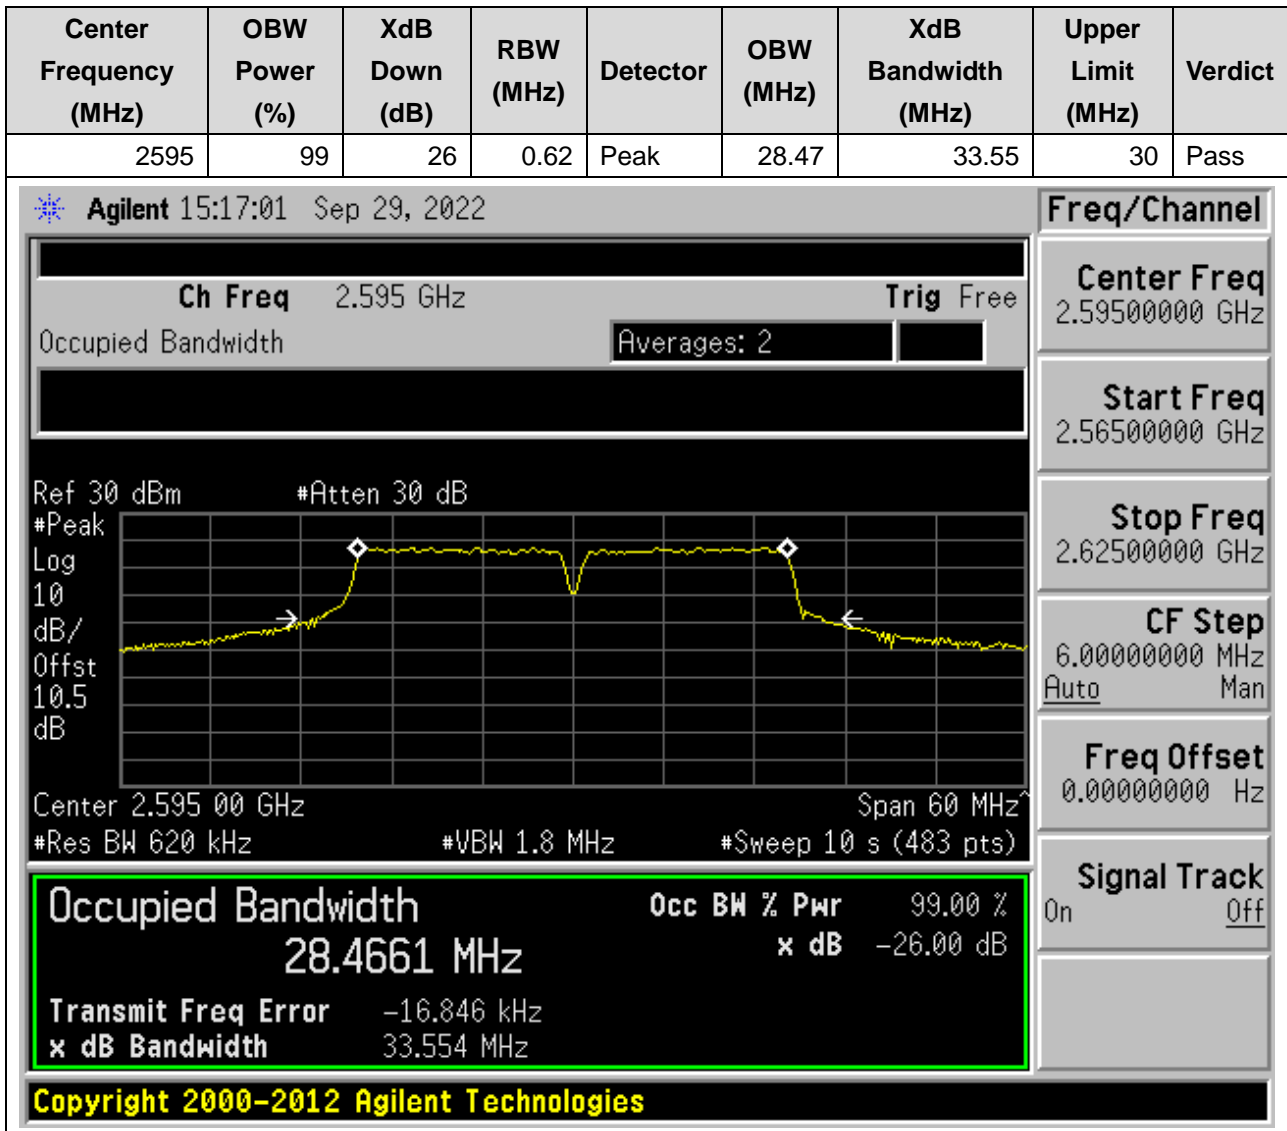 Center Frequency (MHz) OBW Power (%) XdB Down (dB) RBW (MHz) Detector OBW (MHz) XdB Bandwidth (MHz) Upper Limit (MHz) Verdict
2595 99 26 0.62 Peak 28.47 33.55 30 Pass
Agilent 15:17:01 Sep 29, 2022
Freq/Channel
Ch Freq 2.595 GHz Trig Free
Occupied Bandwidth Averages: 2
Center Freq
2.59500000 GHz
Start Freq
2.56500000 GHz
Stop Freq
2.62500000 GHz
CF Step
6.00000000 MHz
Auto Man
Freq Offset
0.00000000 Hz
Signal Track
On Off
Ref 30 dBm #Atten 30 dB
#Peak
Log
10
dB/
Offst
10.5
dB
Center 2.595 00 GHz Span 60 MHz^
#Res BW 620 kHz #VBW 1.8 MHz #Sweep 10 s (483 pts)
Occupied Bandwidth
28.4661 MHz
Occ BW % Pwr 99.00 %
x dB -26.00 dB
Transmit Freq Error -16.846 kHz
x dB Bandwidth 33.554 MHz
Copyright 2000-2012 Agilent Technologies